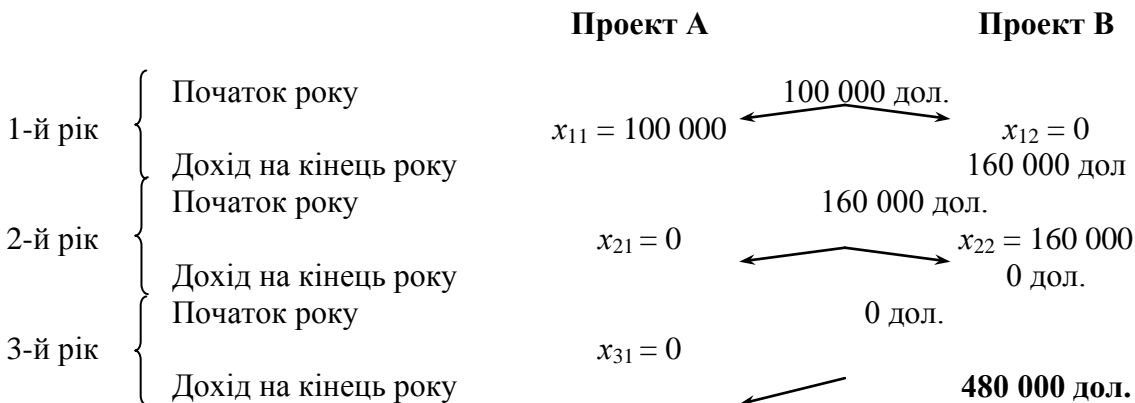 Проект А Проект В
Початок року 100 000 дол.
1-й рік x11 = 100 000 x12 = 0
Дохід на кінець року 160 000 дол
Початок року 160 000 дол.
2-й рік x21 = 0 x22 = 160 000
Дохід на кінець року 0 дол.
Початок року 0 дол.
3-й рік x31 = 0
Дохід на кінець року 480 000 дол.